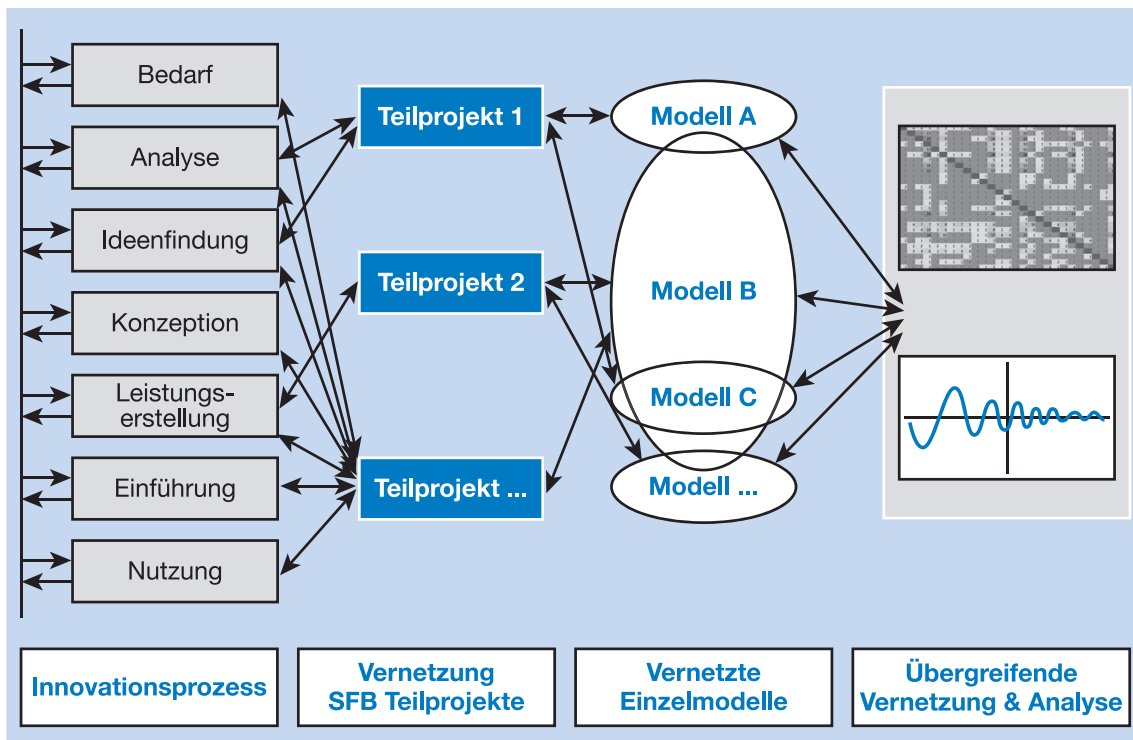 Bedarf
Analyse
Ideenfindung
Konzeption
Leistungs-
erstellung
Einführung
Nutzung
Teilprojekt 1
Teilprojekt 2
Teilprojekt ...
Modell A
Modell B
Modell C
Modell ...
Innovationsprozess
Vernetzung
SFB Teilprojekte
Vernetzte
Einzelmodelle
Übergreifende
Vernetzung & Analyse